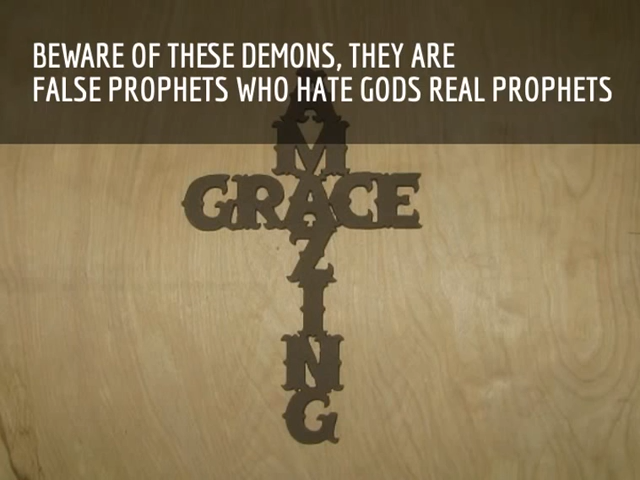 BEWARE OF THESE DEMONS, THEY ARE
FALSE PROPHETS WHO HATE GODS REAL PROPHETS
AMAZING
GRACE